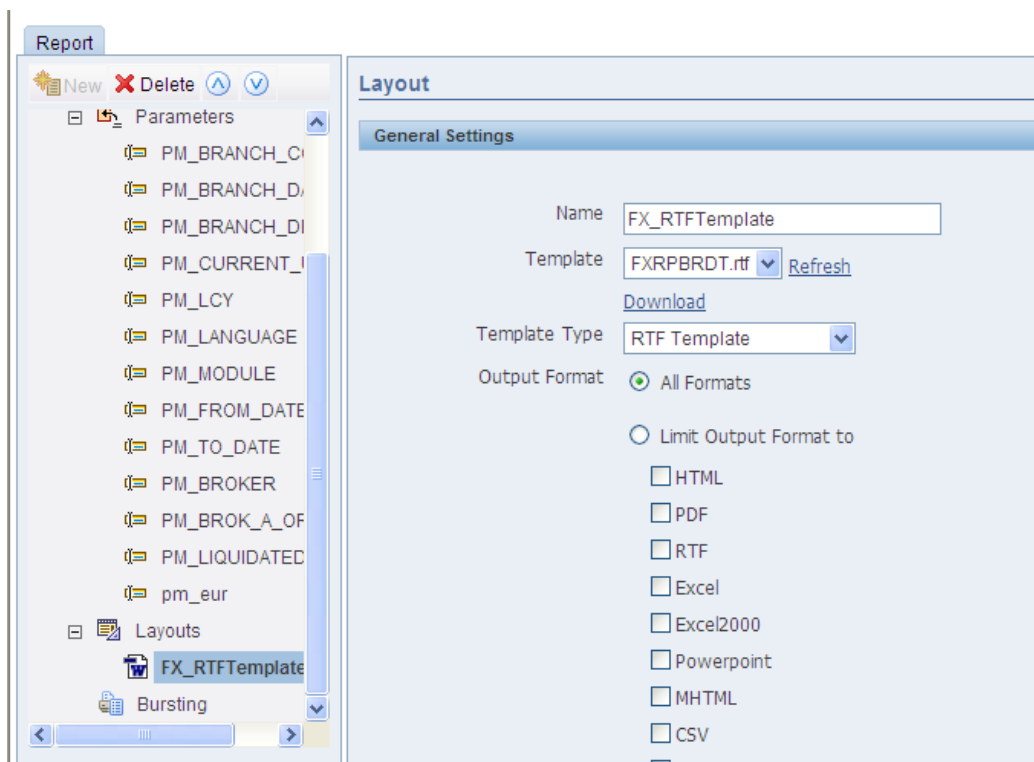 Report
New Delete
Parameters
PM_BRANCH_C
PM_BRANCH_D
PM_BRANCH_D
PM_CURRENT_
PM_LCY
PM_LANGUAGE
PM_MODULE
PM_FROM_DATE
PM_TO_DATE
PM_BROKER
PM_BROK_A_OF
PM_LIQUIDATED
pm_eur
Layouts
FX_RTFTemplate
Bursting
Layout
General Settings
Name FX_RTFTemplate
Template FXRPBRDT.rtf Refresh
Download
Template Type RTF Template
Output Format All Formats
Limit Output Format to
HTML
PDF
RTF
Excel
Excel2000
Powerpoint
MHTML
CSV